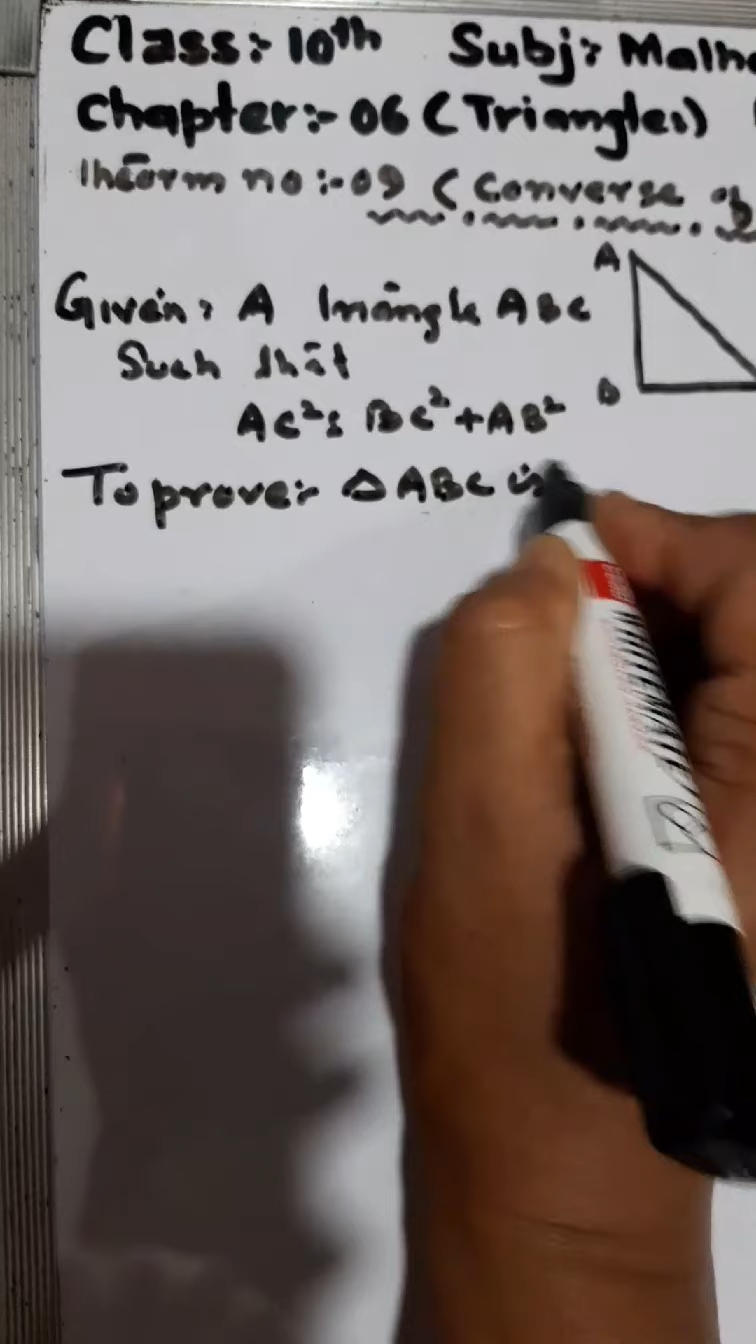 Class:- 10th Subj:- Mathe
Chapter:- 06 (Triangles)
Theorm no:- 09 (Converse of
A
Given:- A Triangle ABC
Such that
B
AC²= BC²+AB²
To prove:- △ABC is